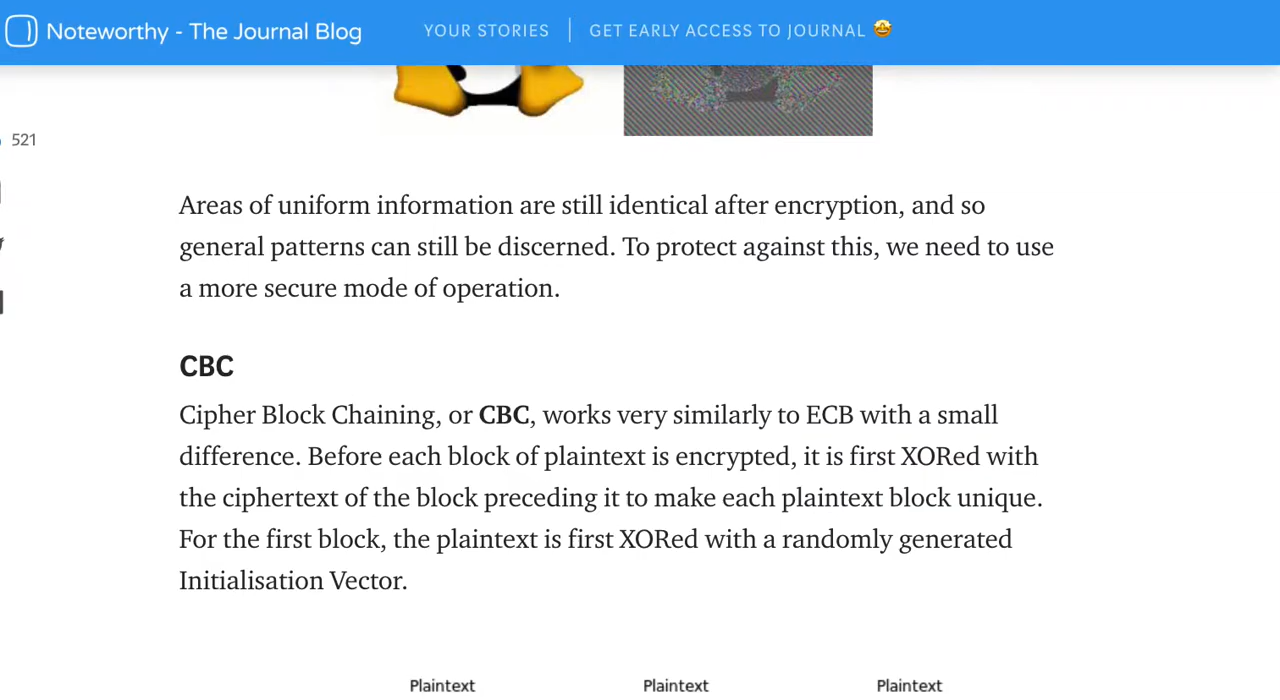 Noteworthy - The Journal Blog
YOUR STORIES
GET EARLY ACCESS TO JOURNAL 🤩
521
Areas of uniform information are still identical after encryption, and so
general patterns can still be discerned. To protect against this, we need to use
a more secure mode of operation.
CBC
Cipher Block Chaining, or CBC, works very similarly to ECB with a small
difference. Before each block of plaintext is encrypted, it is first XORed with
the ciphertext of the block preceding it to make each plaintext block unique.
For the first block, the plaintext is first XORed with a randomly generated
Initialisation Vector.
Plaintext Plaintext Plaintext